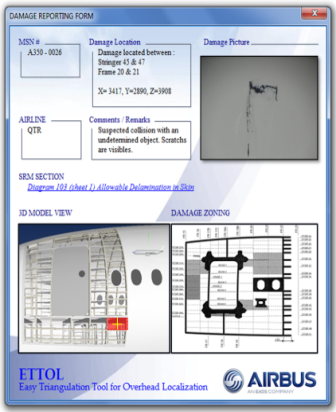 DAMAGE REPORTING FORM
MSN #
A350 - 0026
Damage Location
Damage located between :
Stringer 45 & 47
Frame 20 & 21
X= 3417, Y=2890, Z=3908
Damage Picture
AIRLINE
QTR
Comments / Remarks
Suspected collision with an
undetermined object. Scratchs
are visibles.
SRM SECTION
Diagram 103 (sheet 1) Allowable Delamination in Skin
3D MODEL VIEW
DAMAGE ZONING
ETTOL
Easy Triangulation Tool for Overhead Localization
AIRBUS
AN EADS COMPANY